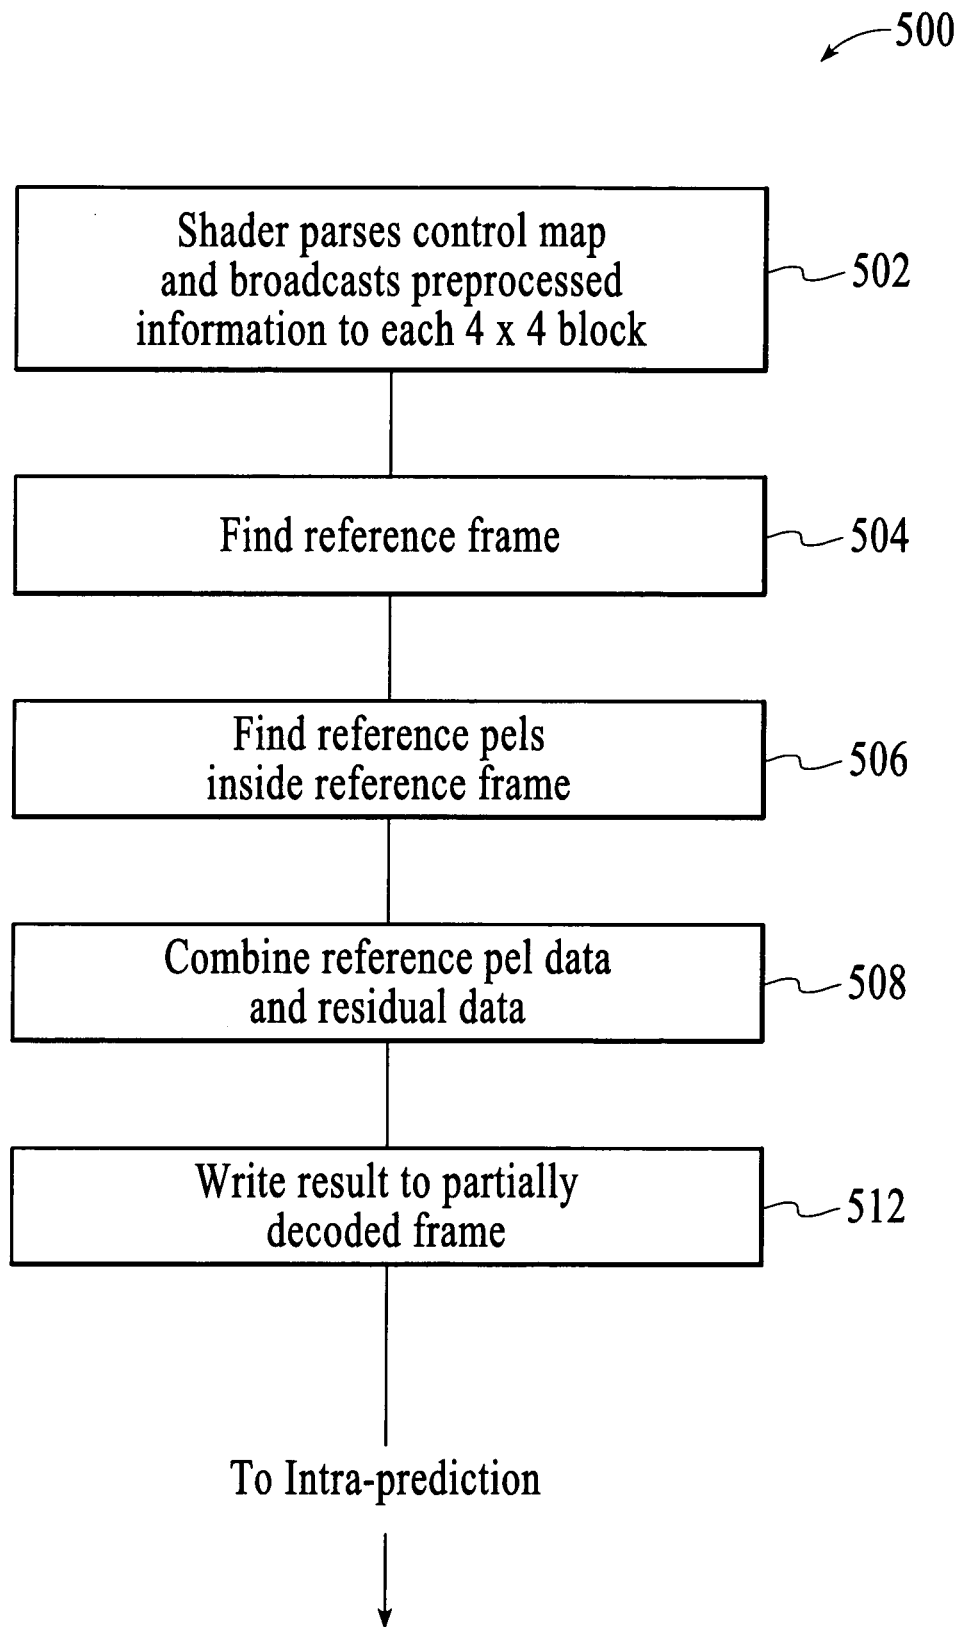 500
Shader parses control map
and broadcasts preprocessed
information to each 4 x 4 block
502
Find reference frame
504
Find reference pels
inside reference frame
506
Combine reference pel data
and residual data
508
Write result to partially
decoded frame
512
To Intra-prediction